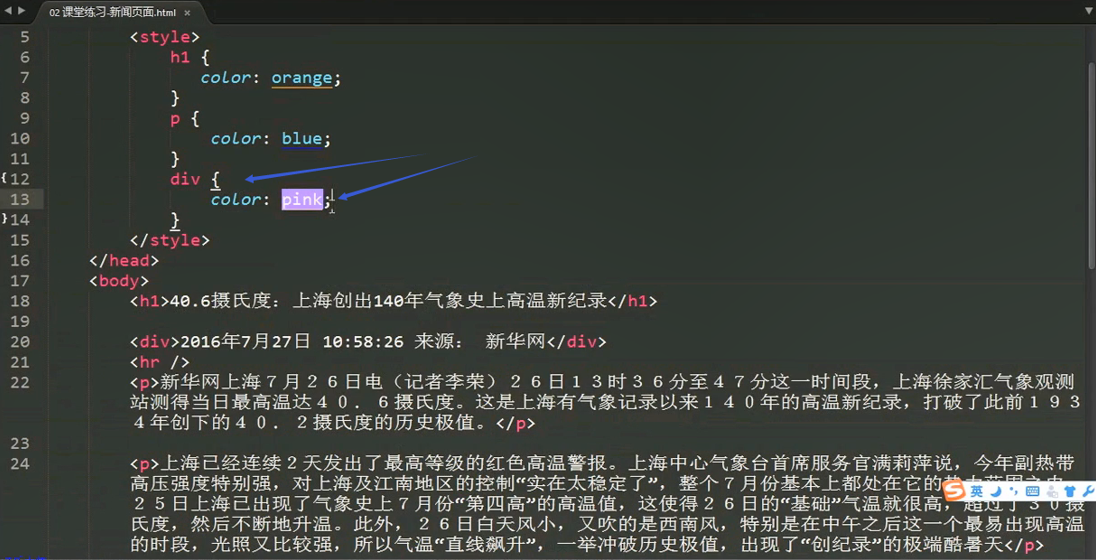 02 课堂练习-新闻页面.html ×
5 <style>
6 h1 {
7 color: orange;
8 }
9 p {
10 color: blue;
11 }
12 div {
13 color: pink;
14 }
15 </style>
16 </head>
17 <body>
18 <h1>40.6摄氏度：上海创出140年气象史上高温新纪录</h1>
19
20 <div>2016年7月27日 10:58:26 来源： 新华网</div>
21 <hr />
22 <p>新华网上海７月２６日电（记者李荣）２６日１３时３６分至４７分这一时间段，上海徐家汇气象观测
站测得当日最高温达４０．６摄氏度。这是上海有气象记录以来１４０年的高温新纪录，打破了此前１９３
４年创下的４０．２摄氏度的历史极值。</p>
23
24 <p>上海已经连续２天发出了最高等级的红色高温警报。上海中心气象台首席服务官满莉萍说，今年副热带
高压强度特别强，对上海及江南地区的控制“实在太稳定了”，整个７月份基本上都处在它的
２５日上海已出现了气象史上７月份“第四高”的高温值，这使得２６日的“基础”气温就很高，超过了３０摄
氏度，然后不断地升温。此外，２６日白天风小，又吹的是西南风，特别是在中午之后这一个最易出现高温
的时段，光照又比较强，所以气温“直线飙升”，一举冲破历史极值，出现了“创纪录”的极端酷暑天</p>
英